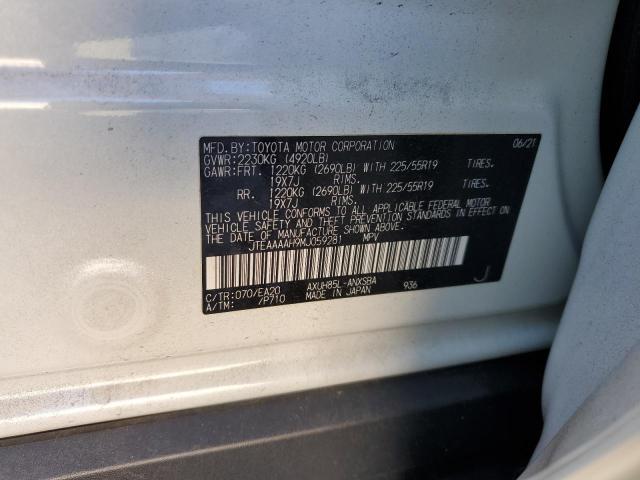 MFD.BY:TOYOTA MOTOR CORPORATION 06/21
GVWR:2230KG (4920LB)
GAWR:FRT. 1220KG (2690LB) WITH 225/55R19 TIRES.
19X7J RIMS.
RR. 1220KG (2690LB) WITH 225/55R19 TIRES.
19X7J RIMS.
THIS VEHICLE CONFORMS TO ALL APPLICABLE FEDERAL MOTOR
VEHICLE SAFETY AND THEFT PREVENTION STANDARDS IN EFFECT ON
THE DATE OF MANUFACTURE SHOWN ABOVE.
JTEAAAAH9MJ059281 MPV
C/TR:070/EA20 AXUH85L-ANXSBA J
A/TM: /P710 MADE IN JAPAN 936